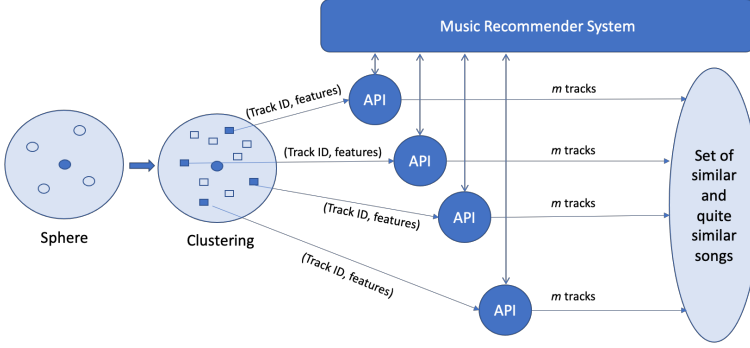 Music Recommender System
(Track ID, features)
API
m tracks
(Track ID, features)
API
m tracks
(Track ID, features)
API
m tracks
(Track ID, features)
API
m tracks
Sphere
Clustering
Set of
similar
and
quite
similar
songs